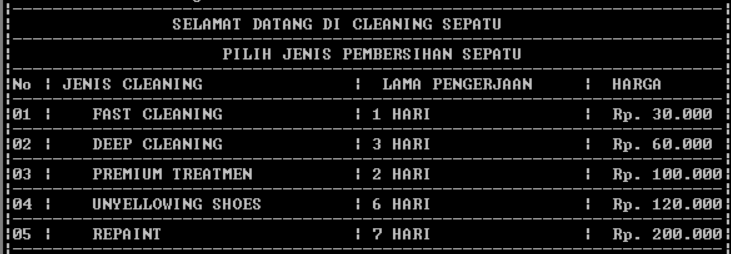 SELAMAT DATANG DI CLEANING SEPATU
PILIH JENIS PEMBERSIHAN SEPATU
No ¦ JENIS CLEANING ¦ LAMA PENGERJAAN ¦ HARGA
01 ¦ FAST CLEANING ¦ 1 HARI ¦ Rp. 30.000
02 ¦ DEEP CLEANING ¦ 3 HARI ¦ Rp. 60.000
03 ¦ PREMIUM TREATMEN ¦ 2 HARI ¦ Rp. 100.000
04 ¦ UNYELLOWING SHOES ¦ 6 HARI ¦ Rp. 120.000
05 ¦ REPAINT ¦ 7 HARI ¦ Rp. 200.000